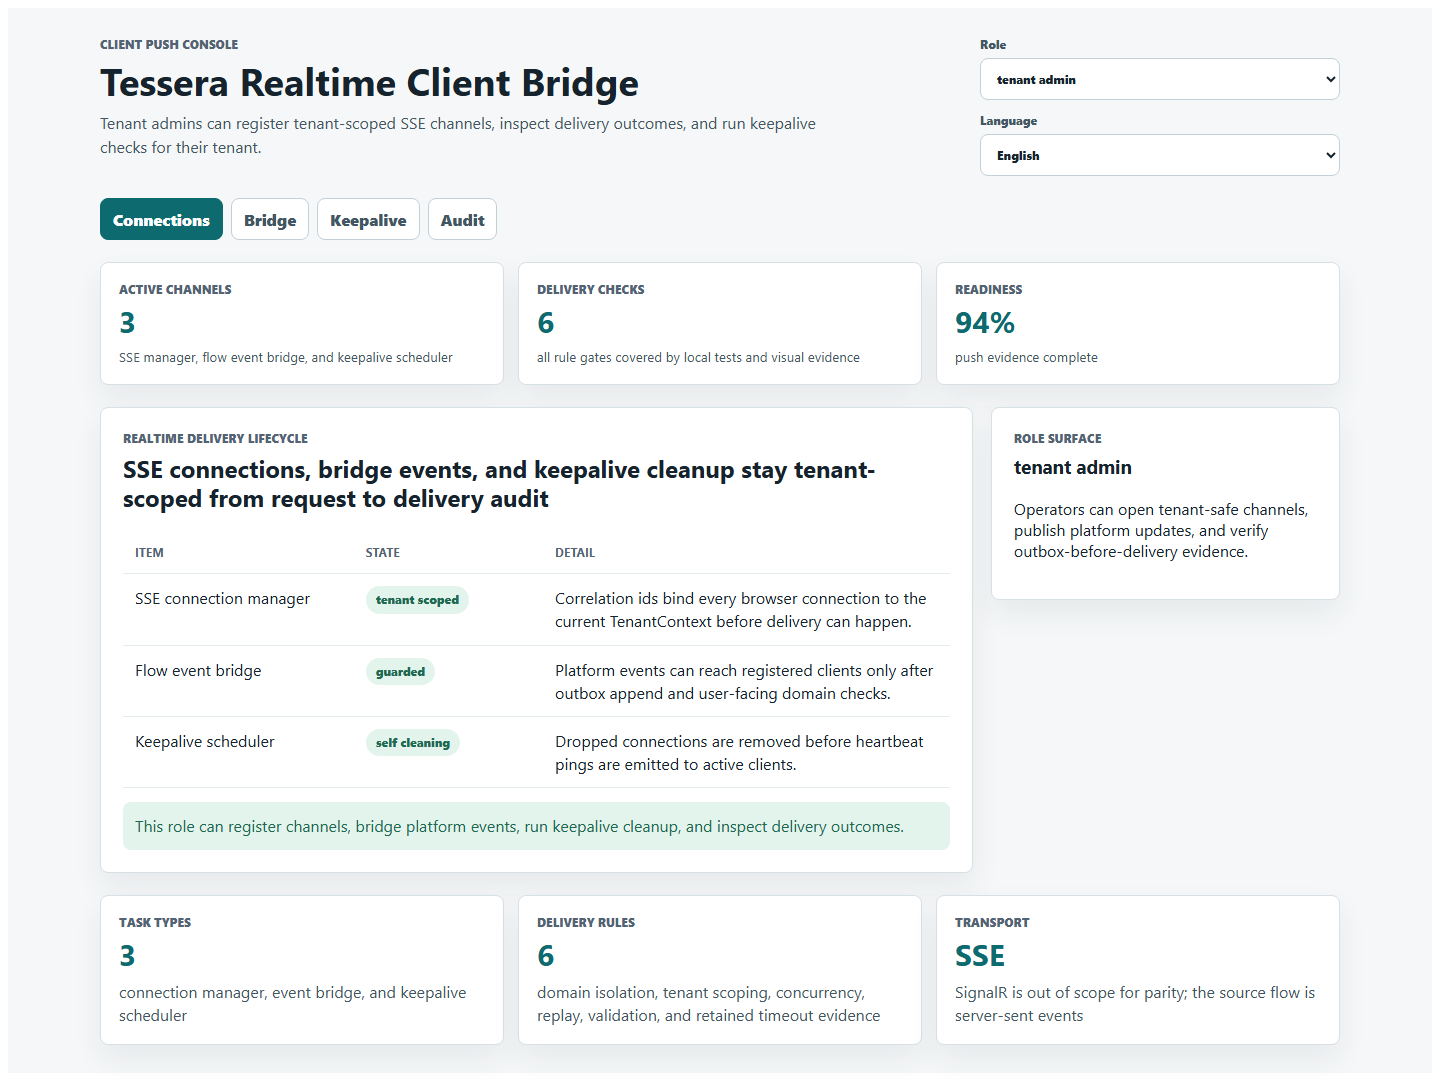 CLIENT PUSH CONSOLE
Tessera Realtime Client Bridge
Tenant admins can register tenant-scoped SSE channels, inspect delivery outcomes, and run keepalive
checks for their tenant.
Role
tenant admin
Language
English
Connections
Bridge
Keepalive
Audit
ACTIVE CHANNELS
3
SSE manager, flow event bridge, and keepalive scheduler
DELIVERY CHECKS
6
all rule gates covered by local tests and visual evidence
READINESS
94%
push evidence complete
REALTIME DELIVERY LIFECYCLE
SSE connections, bridge events, and keepalive cleanup stay tenant-
scoped from request to delivery audit
ITEM STATE DETAIL
SSE connection manager
tenant scoped
Correlation ids bind every browser connection to the
current TenantContext before delivery can happen.
Flow event bridge
guarded
Platform events can reach registered clients only after
outbox append and user-facing domain checks.
Keepalive scheduler
self cleaning
Dropped connections are removed before heartbeat
pings are emitted to active clients.
This role can register channels, bridge platform events, run keepalive cleanup, and inspect delivery outcomes.
ROLE SURFACE
tenant admin
Operators can open tenant-safe channels,
publish platform updates, and verify
outbox-before-delivery evidence.
TASK TYPES
3
connection manager, event bridge, and keepalive
scheduler
DELIVERY RULES
6
domain isolation, tenant scoping, concurrency,
replay, validation, and retained timeout evidence
TRANSPORT
SSE
SignalR is out of scope for parity; the source flow is
server-sent events